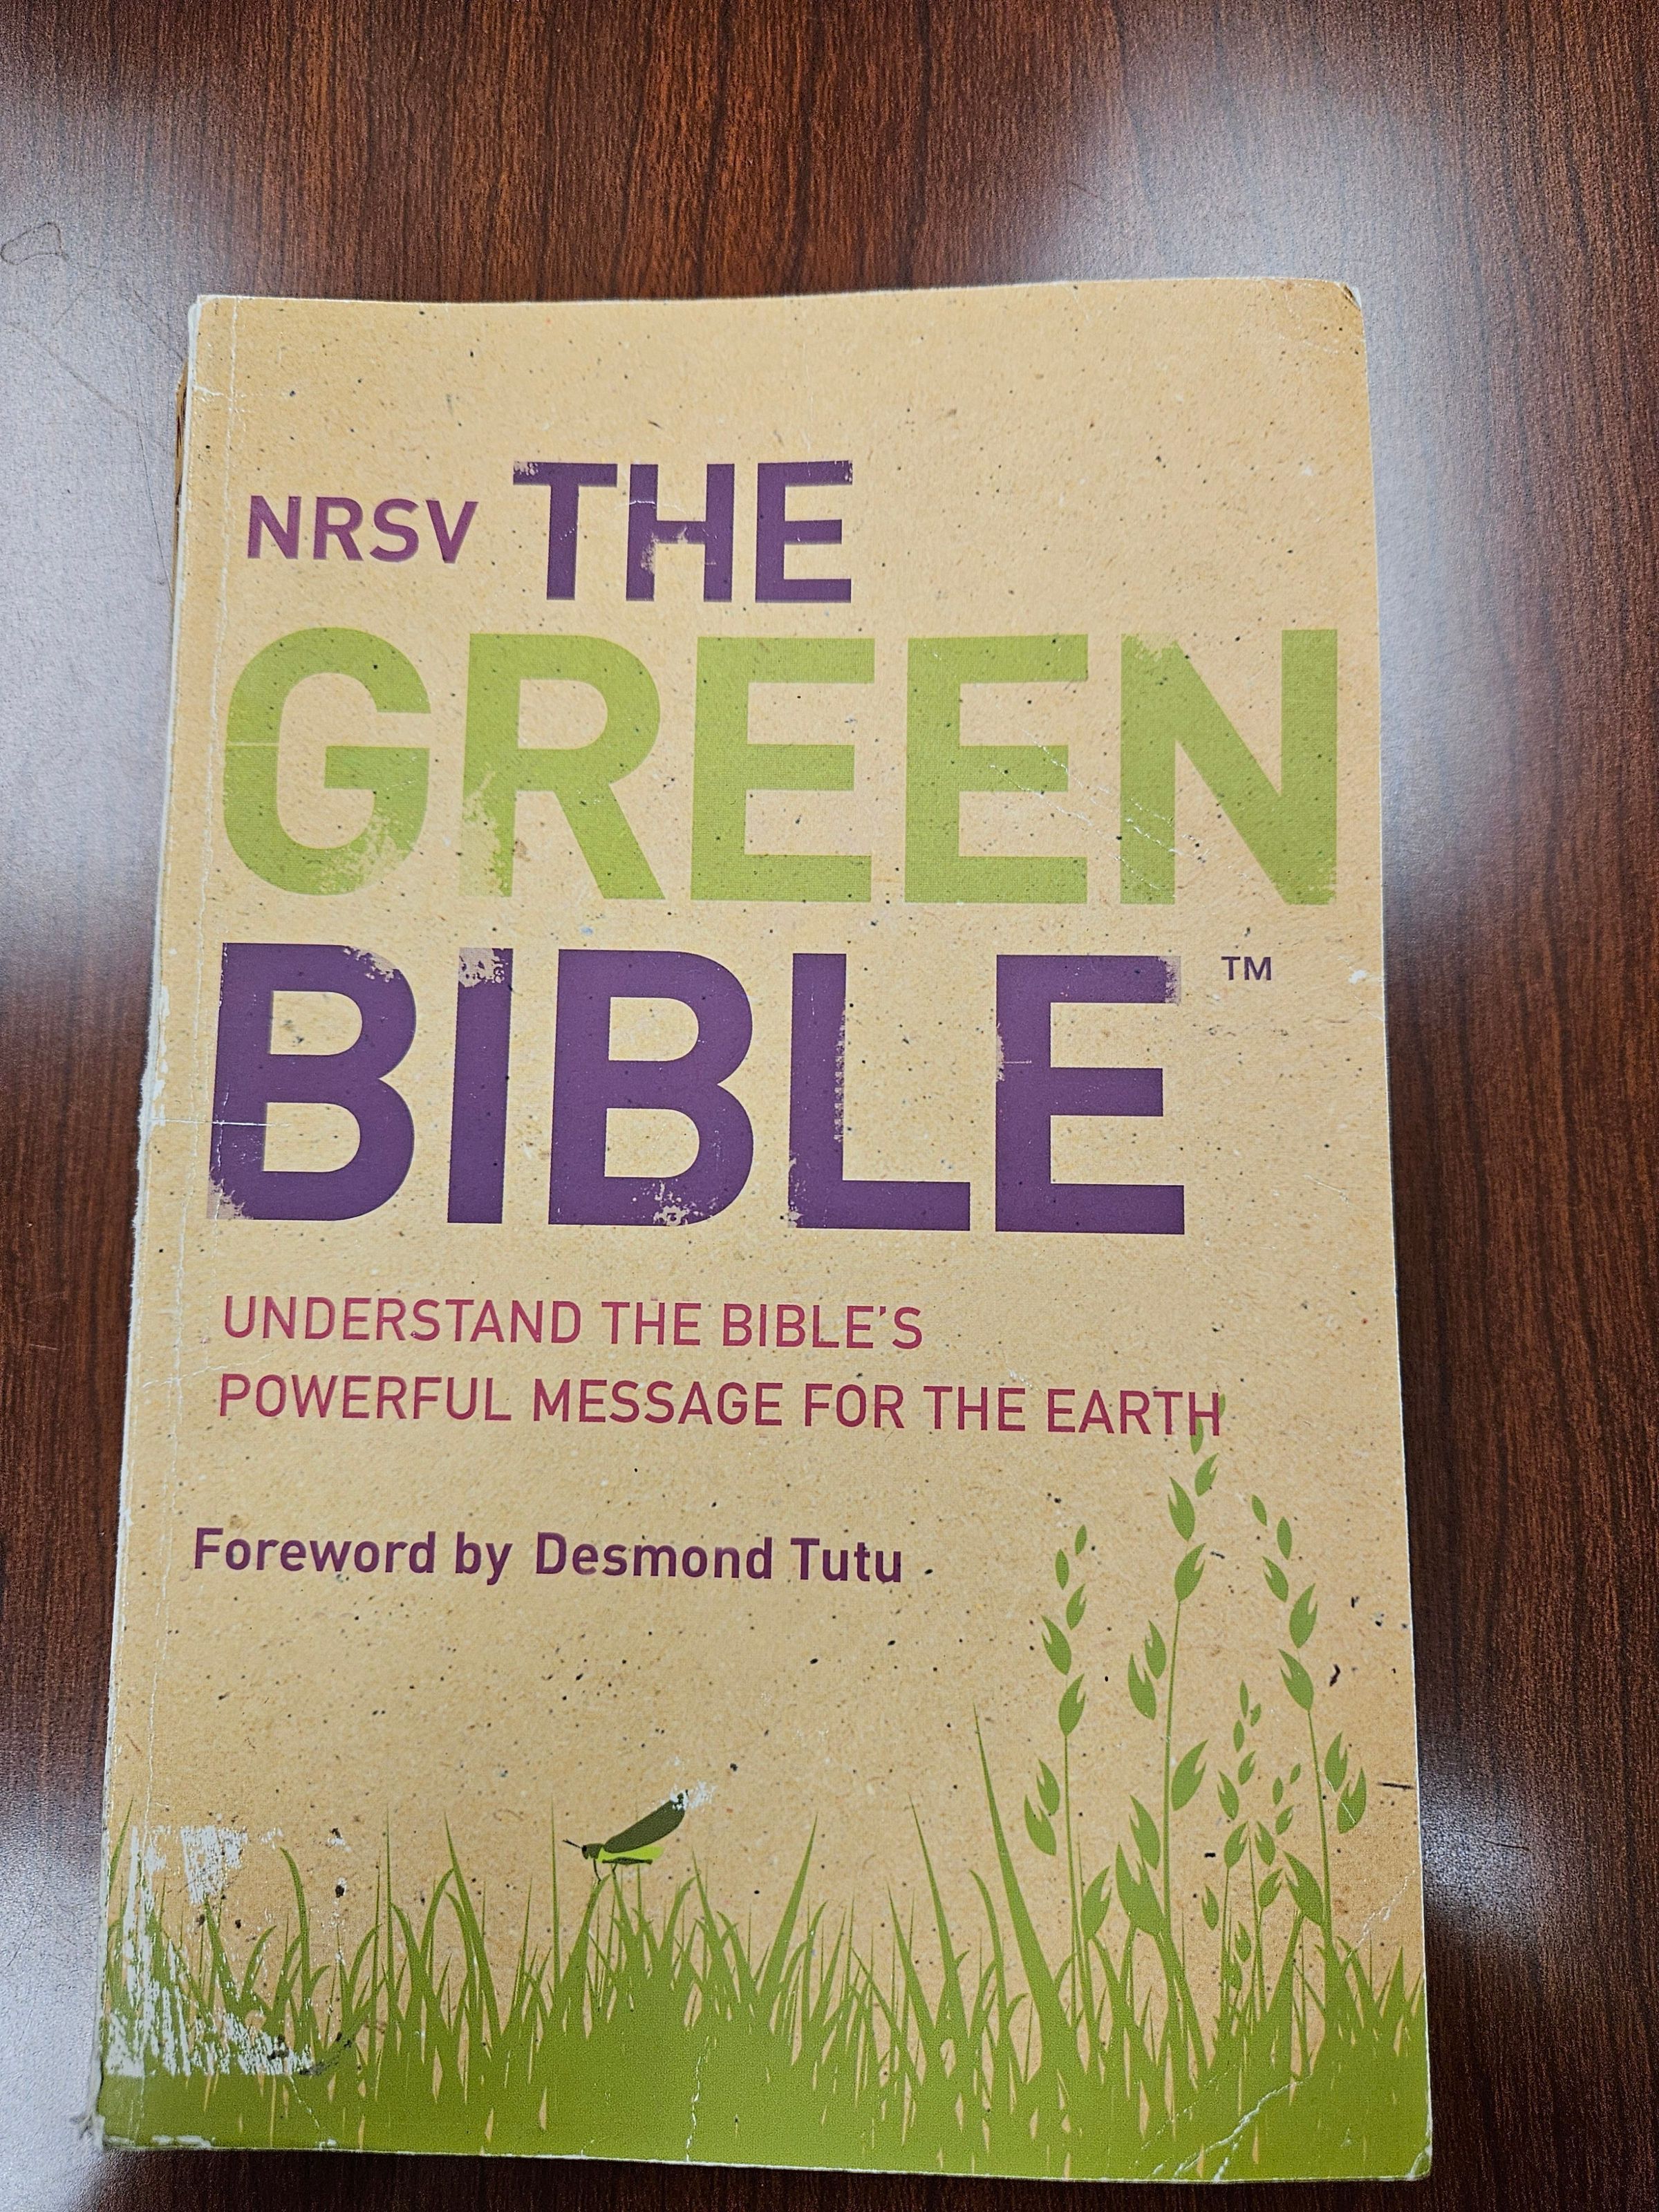 NRSV THE
GREEN
BIBLE™
UNDERSTAND THE BIBLE'S
POWERFUL MESSAGE FOR THE EARTH
Foreword by Desmond Tutu